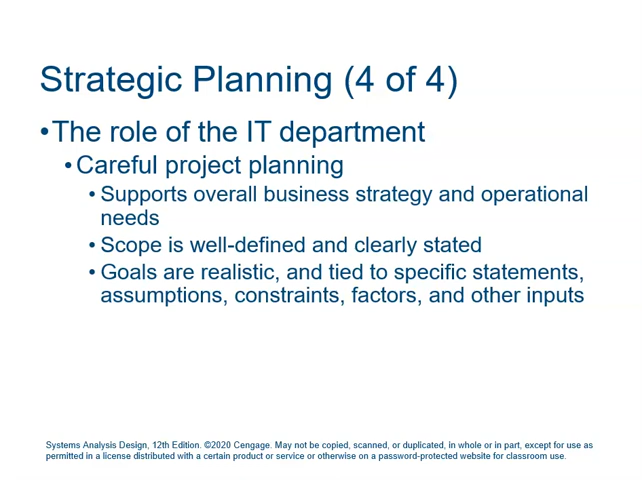 Strategic Planning (4 of 4)
•The role of the IT department
•Careful project planning
•Supports overall business strategy and operational
needs
•Scope is well-defined and clearly stated
•Goals are realistic, and tied to specific statements,
assumptions, constraints, factors, and other inputs
Systems Analysis Design, 12th Edition. ©2020 Cengage. May not be copied, scanned, or duplicated, in whole or in part, except for use as
permitted in a license distributed with a certain product or service or otherwise on a password-protected website for classroom use.